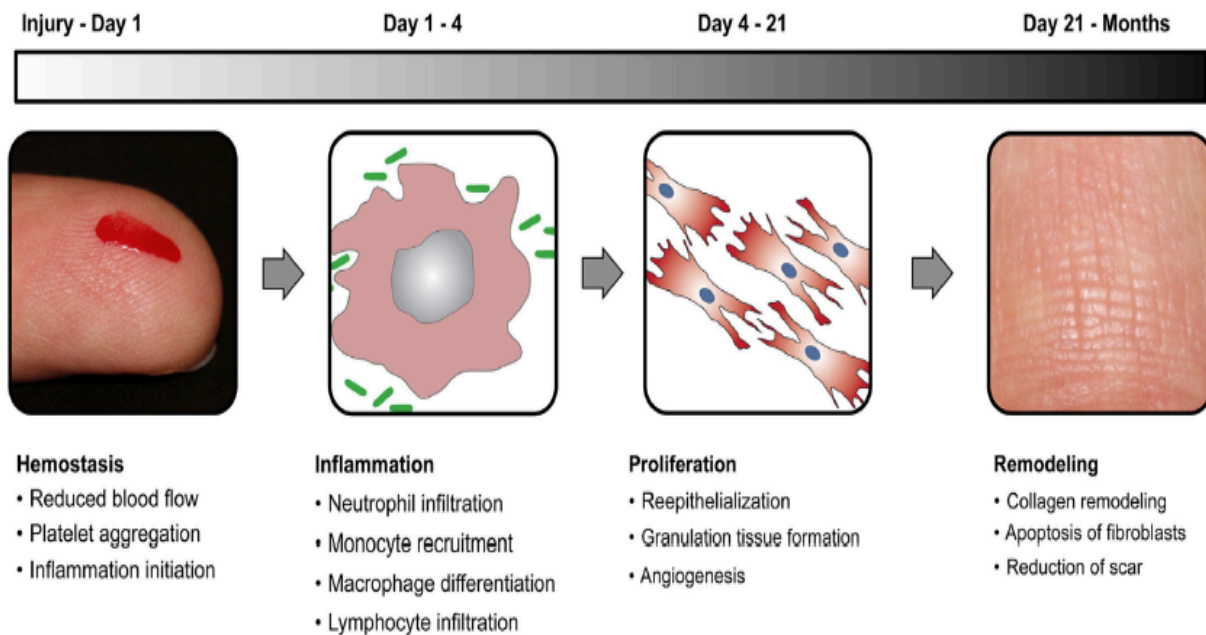 Injury - Day 1
Day 1 - 4
Day 4 - 21
Day 21 - Months
Hemostasis
• Reduced blood flow
• Platelet aggregation
• Inflammation initiation
Inflammation
• Neutrophil infiltration
• Monocyte recruitment
• Macrophage differentiation
• Lymphocyte infiltration
Proliferation
• Reepithelialization
• Granulation tissue formation
• Angiogenesis
Remodeling
• Collagen remodeling
• Apoptosis of fibroblasts
• Reduction of scar